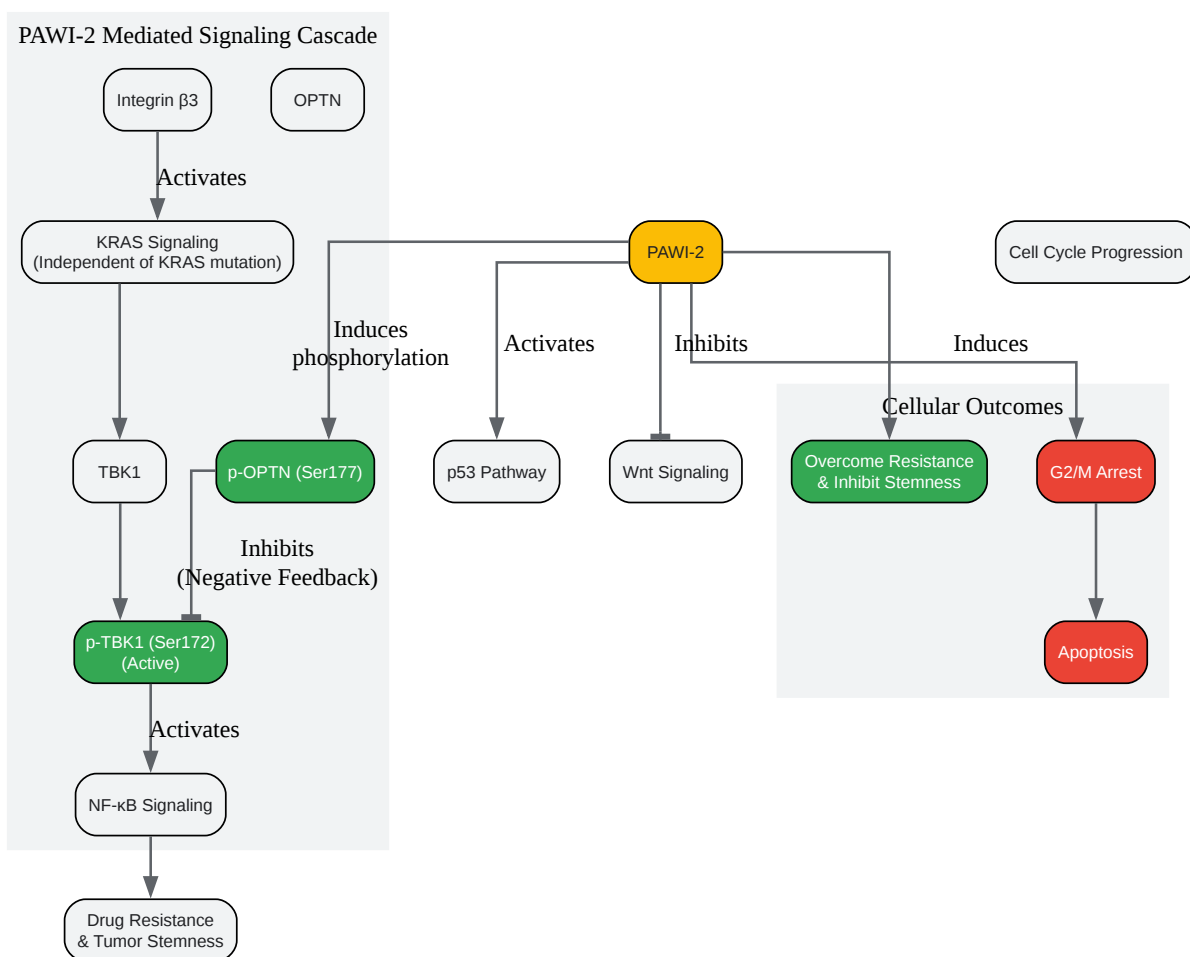 PAWI-2 Mediated Signaling Cascade
Integrin β3
OPTN
Activates
KRAS Signaling
(Independent of KRAS mutation)
PAWI-2
Cell Cycle Progression
Induces
phosphorylation
Activates
Inhibits
Induces
Cellular Outcomes
TBK1
p-OPTN (Ser177)
p53 Pathway
Wnt Signaling
Overcome Resistance
& Inhibit Stemness
G2/M Arrest
Inhibits
(Negative Feedback)
p-TBK1 (Ser172)
(Active)
Apoptosis
Activates
NF-κB Signaling
Drug Resistance
& Tumor Stemness